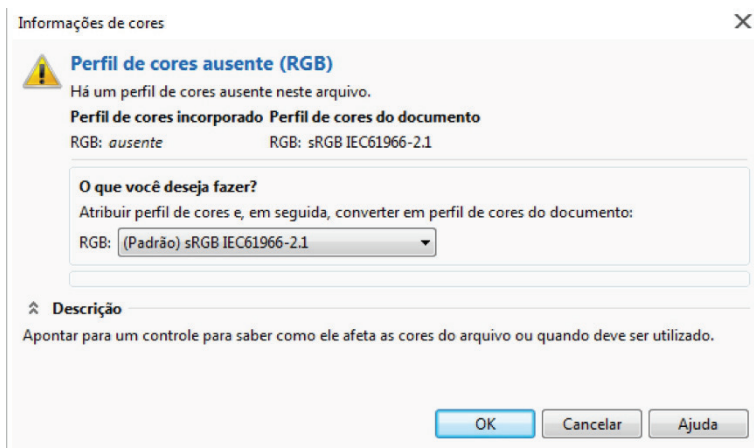 Informações de cores
Perfil de cores ausente (RGB)
Há um perfil de cores ausente neste arquivo.
Perfil de cores incorporado Perfil de cores do documento
RGB: ausente RGB: sRGB IEC61966-2.1
O que você deseja fazer?
Atribuir perfil de cores e, em seguida, converter em perfil de cores do documento:
RGB: (Padrão) sRGB IEC61966-2.1
Descrição
Apontar para um controle para saber como ele afeta as cores do arquivo ou quando deve ser utilizado.
OK Cancelar Ajuda